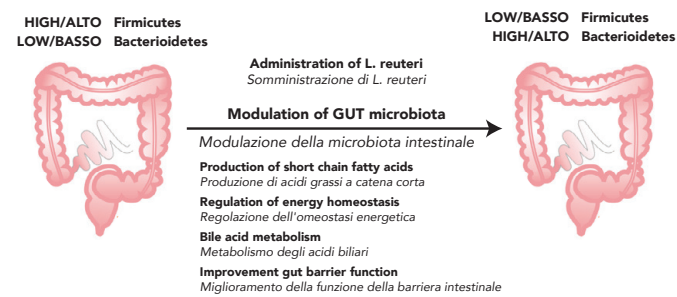 HIGH/ALTO Firmicutes
LOW/BASSO Bacterioidetes
LOW/BASSO Firmicutes
HIGH/ALTO Bacterioidetes
Administration of L. reuteri
Somministrazione di L. reuteri
Modulation of GUT microbiota
Modulazione della microbiota intestinale
Production of short chain fatty acids
Produzione di acidi grassi a catena corta
Regulation of energy homeostasis
Regolazione dell'omeostasi energetica
Bile acid metabolism
Metabolismo degli acidi biliari
Improvement gut barrier function
Miglioramento della funzione della barriera intestinale